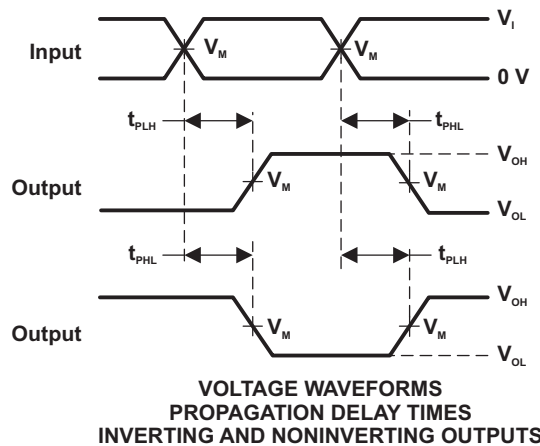 V_I
Input V_M V_M
0 V
t_PLH t_PHL
V_OH
Output V_M V_M
V_OL
t_PHL t_PLH
V_OH
Output V_M V_M
V_OL
VOLTAGE WAVEFORMS
PROPAGATION DELAY TIMES
INVERTING AND NONINVERTING OUTPUTS